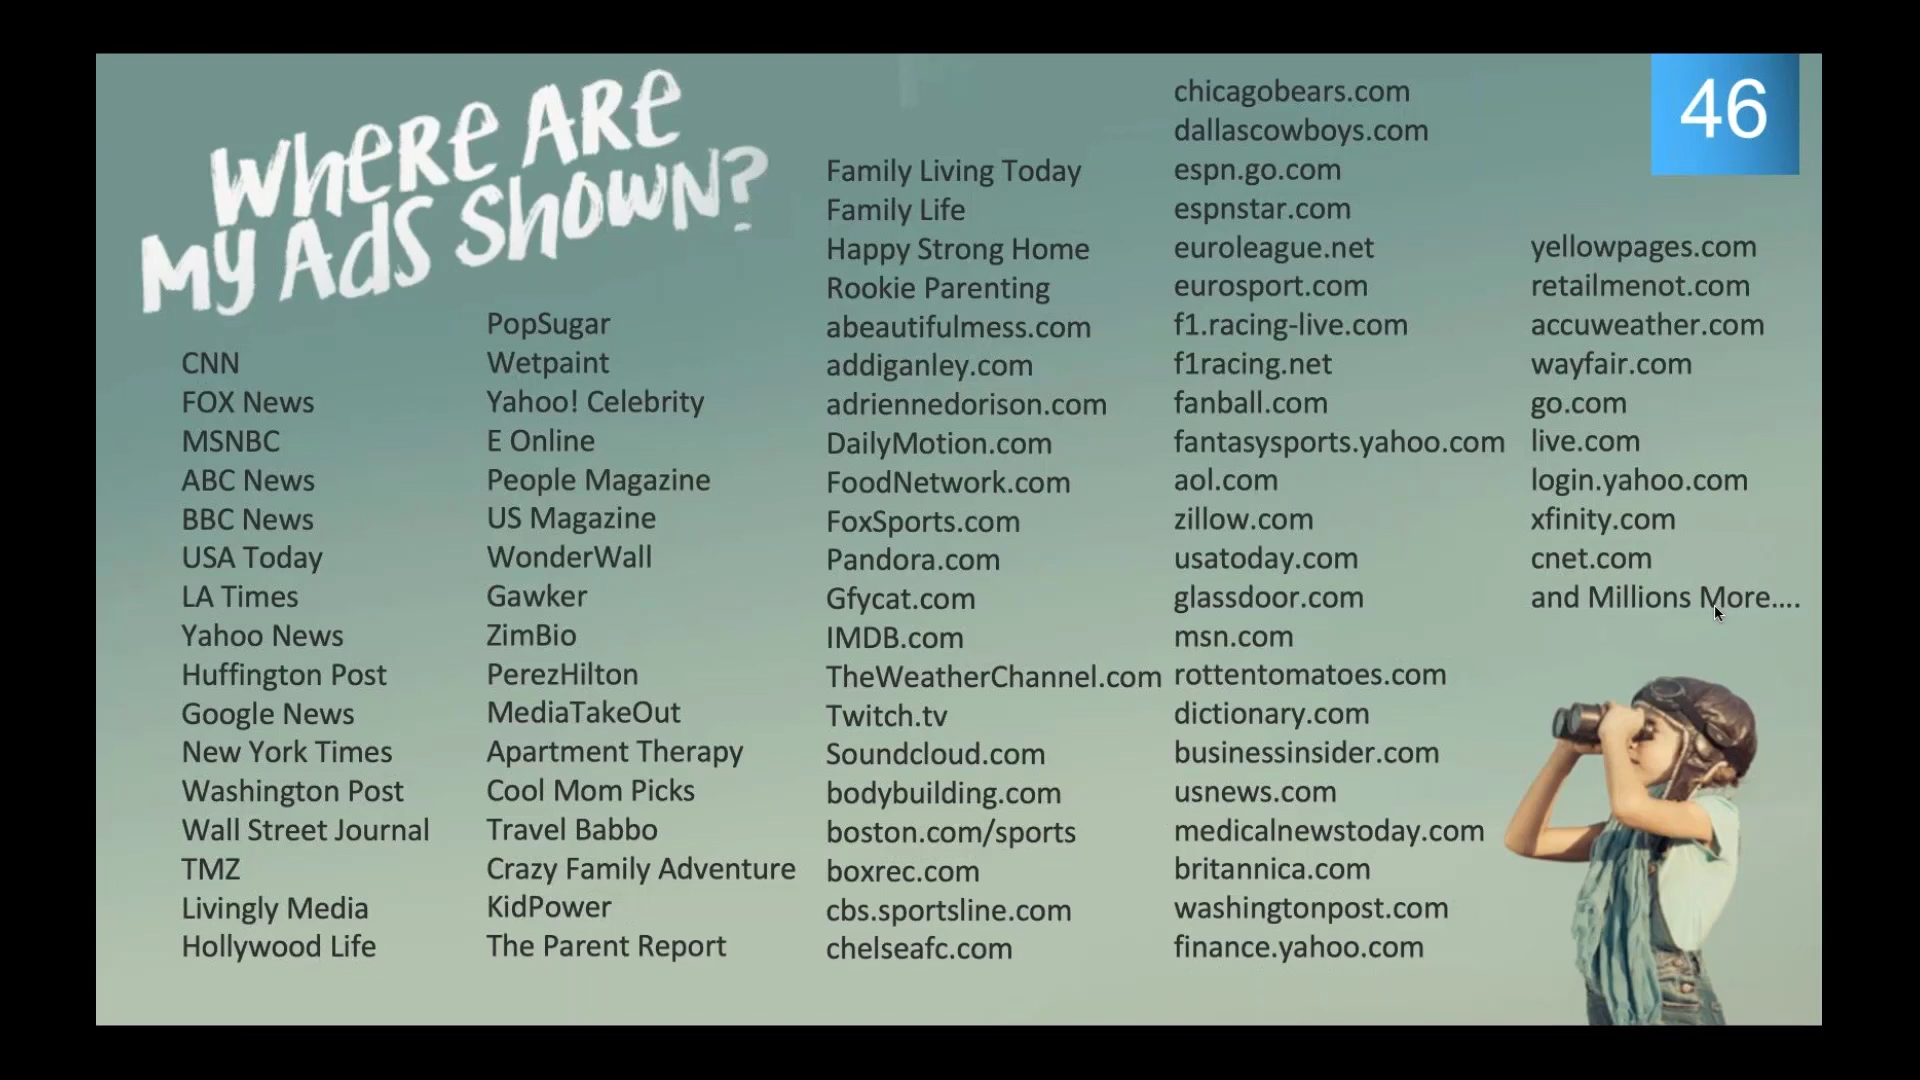 WHERE ARE
MY ADS SHOWN?
46
CNN
FOX News
MSNBC
ABC News
BBC News
USA Today
LA Times
Yahoo News
Huffington Post
Google News
New York Times
Washington Post
Wall Street Journal
TMZ
Livingly Media
Hollywood Life
PopSugar
Wetpaint
Yahoo! Celebrity
E Online
People Magazine
US Magazine
WonderWall
Gawker
ZimBio
PerezHilton
MediaTakeOut
Apartment Therapy
Cool Mom Picks
Travel Babbo
Crazy Family Adventure
KidPower
The Parent Report
Family Living Today
Family Life
Happy Strong Home
Rookie Parenting
abeautifulmess.com
addiganley.com
adriennedorison.com
DailyMotion.com
FoodNetwork.com
FoxSports.com
Pandora.com
Gfycat.com
IMDB.com
TheWeatherChannel.com
Twitch.tv
Soundcloud.com
bodybuilding.com
boston.com/sports
boxrec.com
cbs.sportsline.com
chelseafc.com
chicagobears.com
dallascowboys.com
espn.go.com
espnstar.com
euroleague.net
eurosport.com
f1.racing-live.com
f1racing.net
fanball.com
fantasysports.yahoo.com
aol.com
zillow.com
usatoday.com
glassdoor.com
msn.com
rottentomatoes.com
dictionary.com
businessinsider.com
usnews.com
medicalnewstoday.com
britannica.com
washingtonpost.com
finance.yahoo.com
yellowpages.com
retailmenot.com
accuweather.com
wayfair.com
go.com
live.com
login.yahoo.com
xfinity.com
cnet.com
and Millions More....